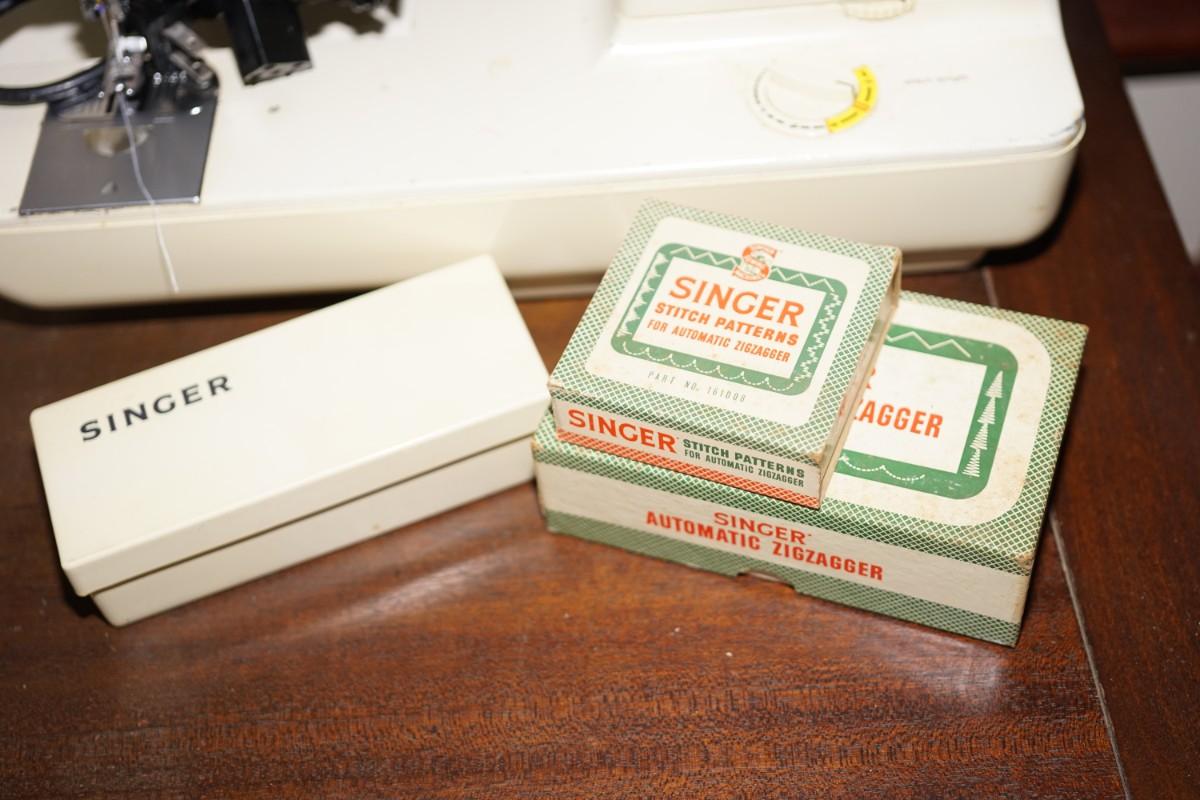 SINGER
SINGER
STITCH PATTERNS
FOR AUTOMATIC ZIGZAGGER
PART NO. 161008
SINGER
STITCH PATTERNS
FOR AUTOMATIC ZIGZAGGER
ZAGGER
SINGER
AUTOMATIC ZIGZAGGER